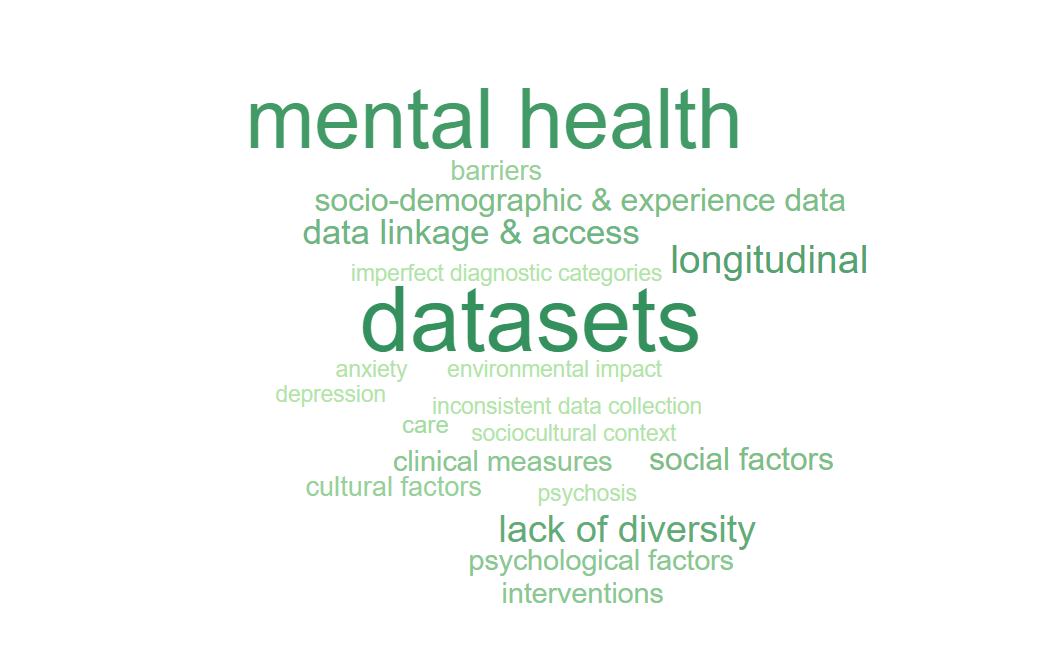 mental health
barriers
socio-demographic & experience data
data linkage & access
longitudinal
imperfect diagnostic categories
datasets
anxiety
environmental impact
depression
inconsistent data collection
care
sociocultural context
clinical measures
social factors
cultural factors
psychosis
lack of diversity
psychological factors
interventions